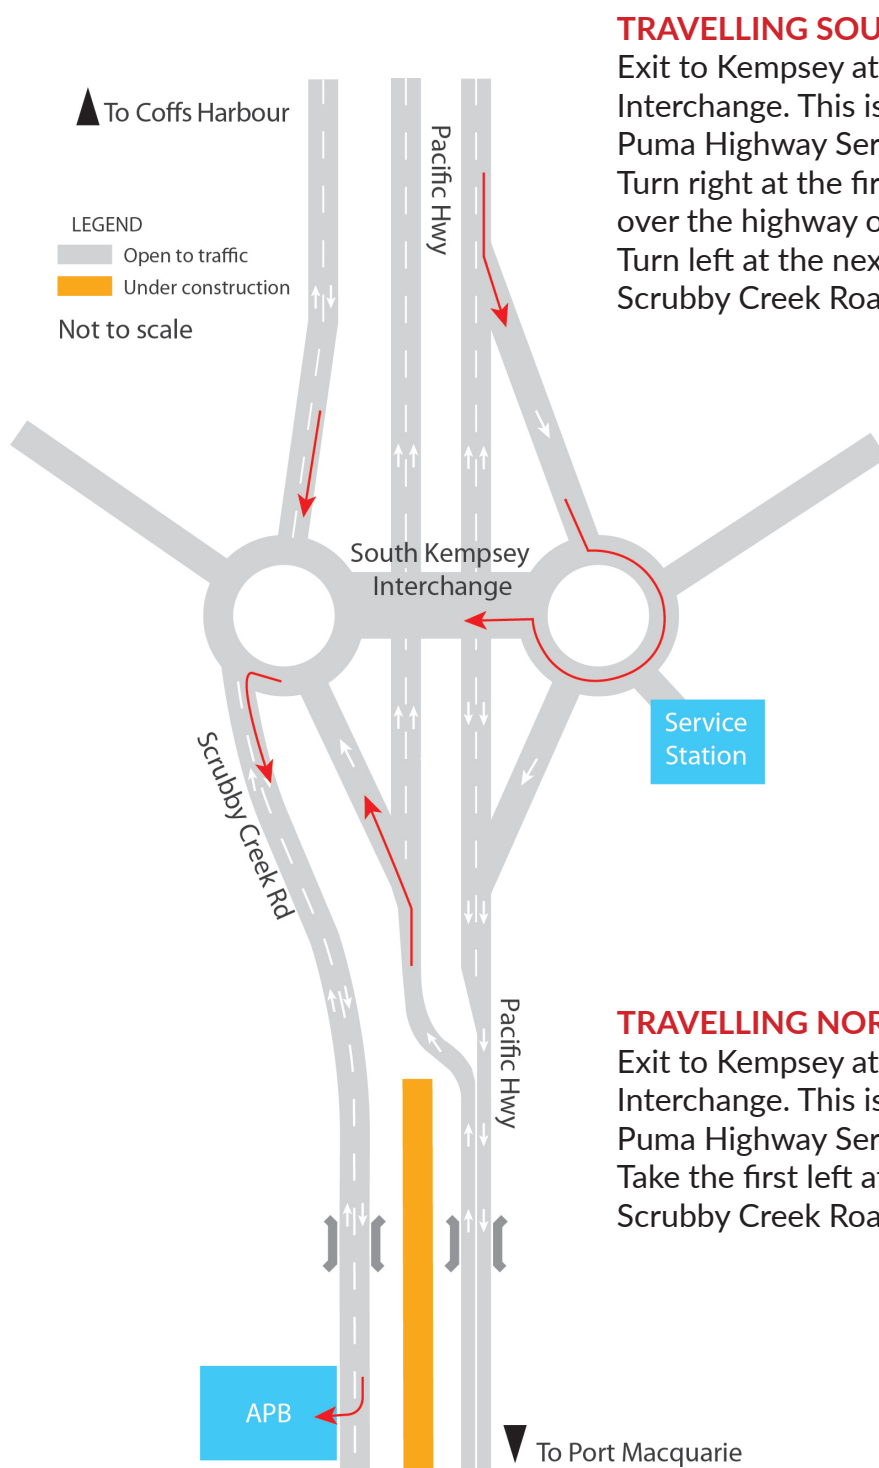 To Coffs Harbour
Pacific Hwy
LEGEND
Open to traffic
Under construction
Not to scale
TRAVELLING SOU
Exit to Kempsey at
Interchange. This is
Puma Highway Ser
Turn right at the fir
over the highway o
Turn left at the nex
Scrubby Creek Roa
South Kempsey
Interchange
Service
Station
Scrubby Creek Rd
Pacific Hwy
TRAVELLING NOR
Exit to Kempsey at
Interchange. This is
Puma Highway Ser
Take the first left at
Scrubby Creek Roa
APB
To Port Macquarie